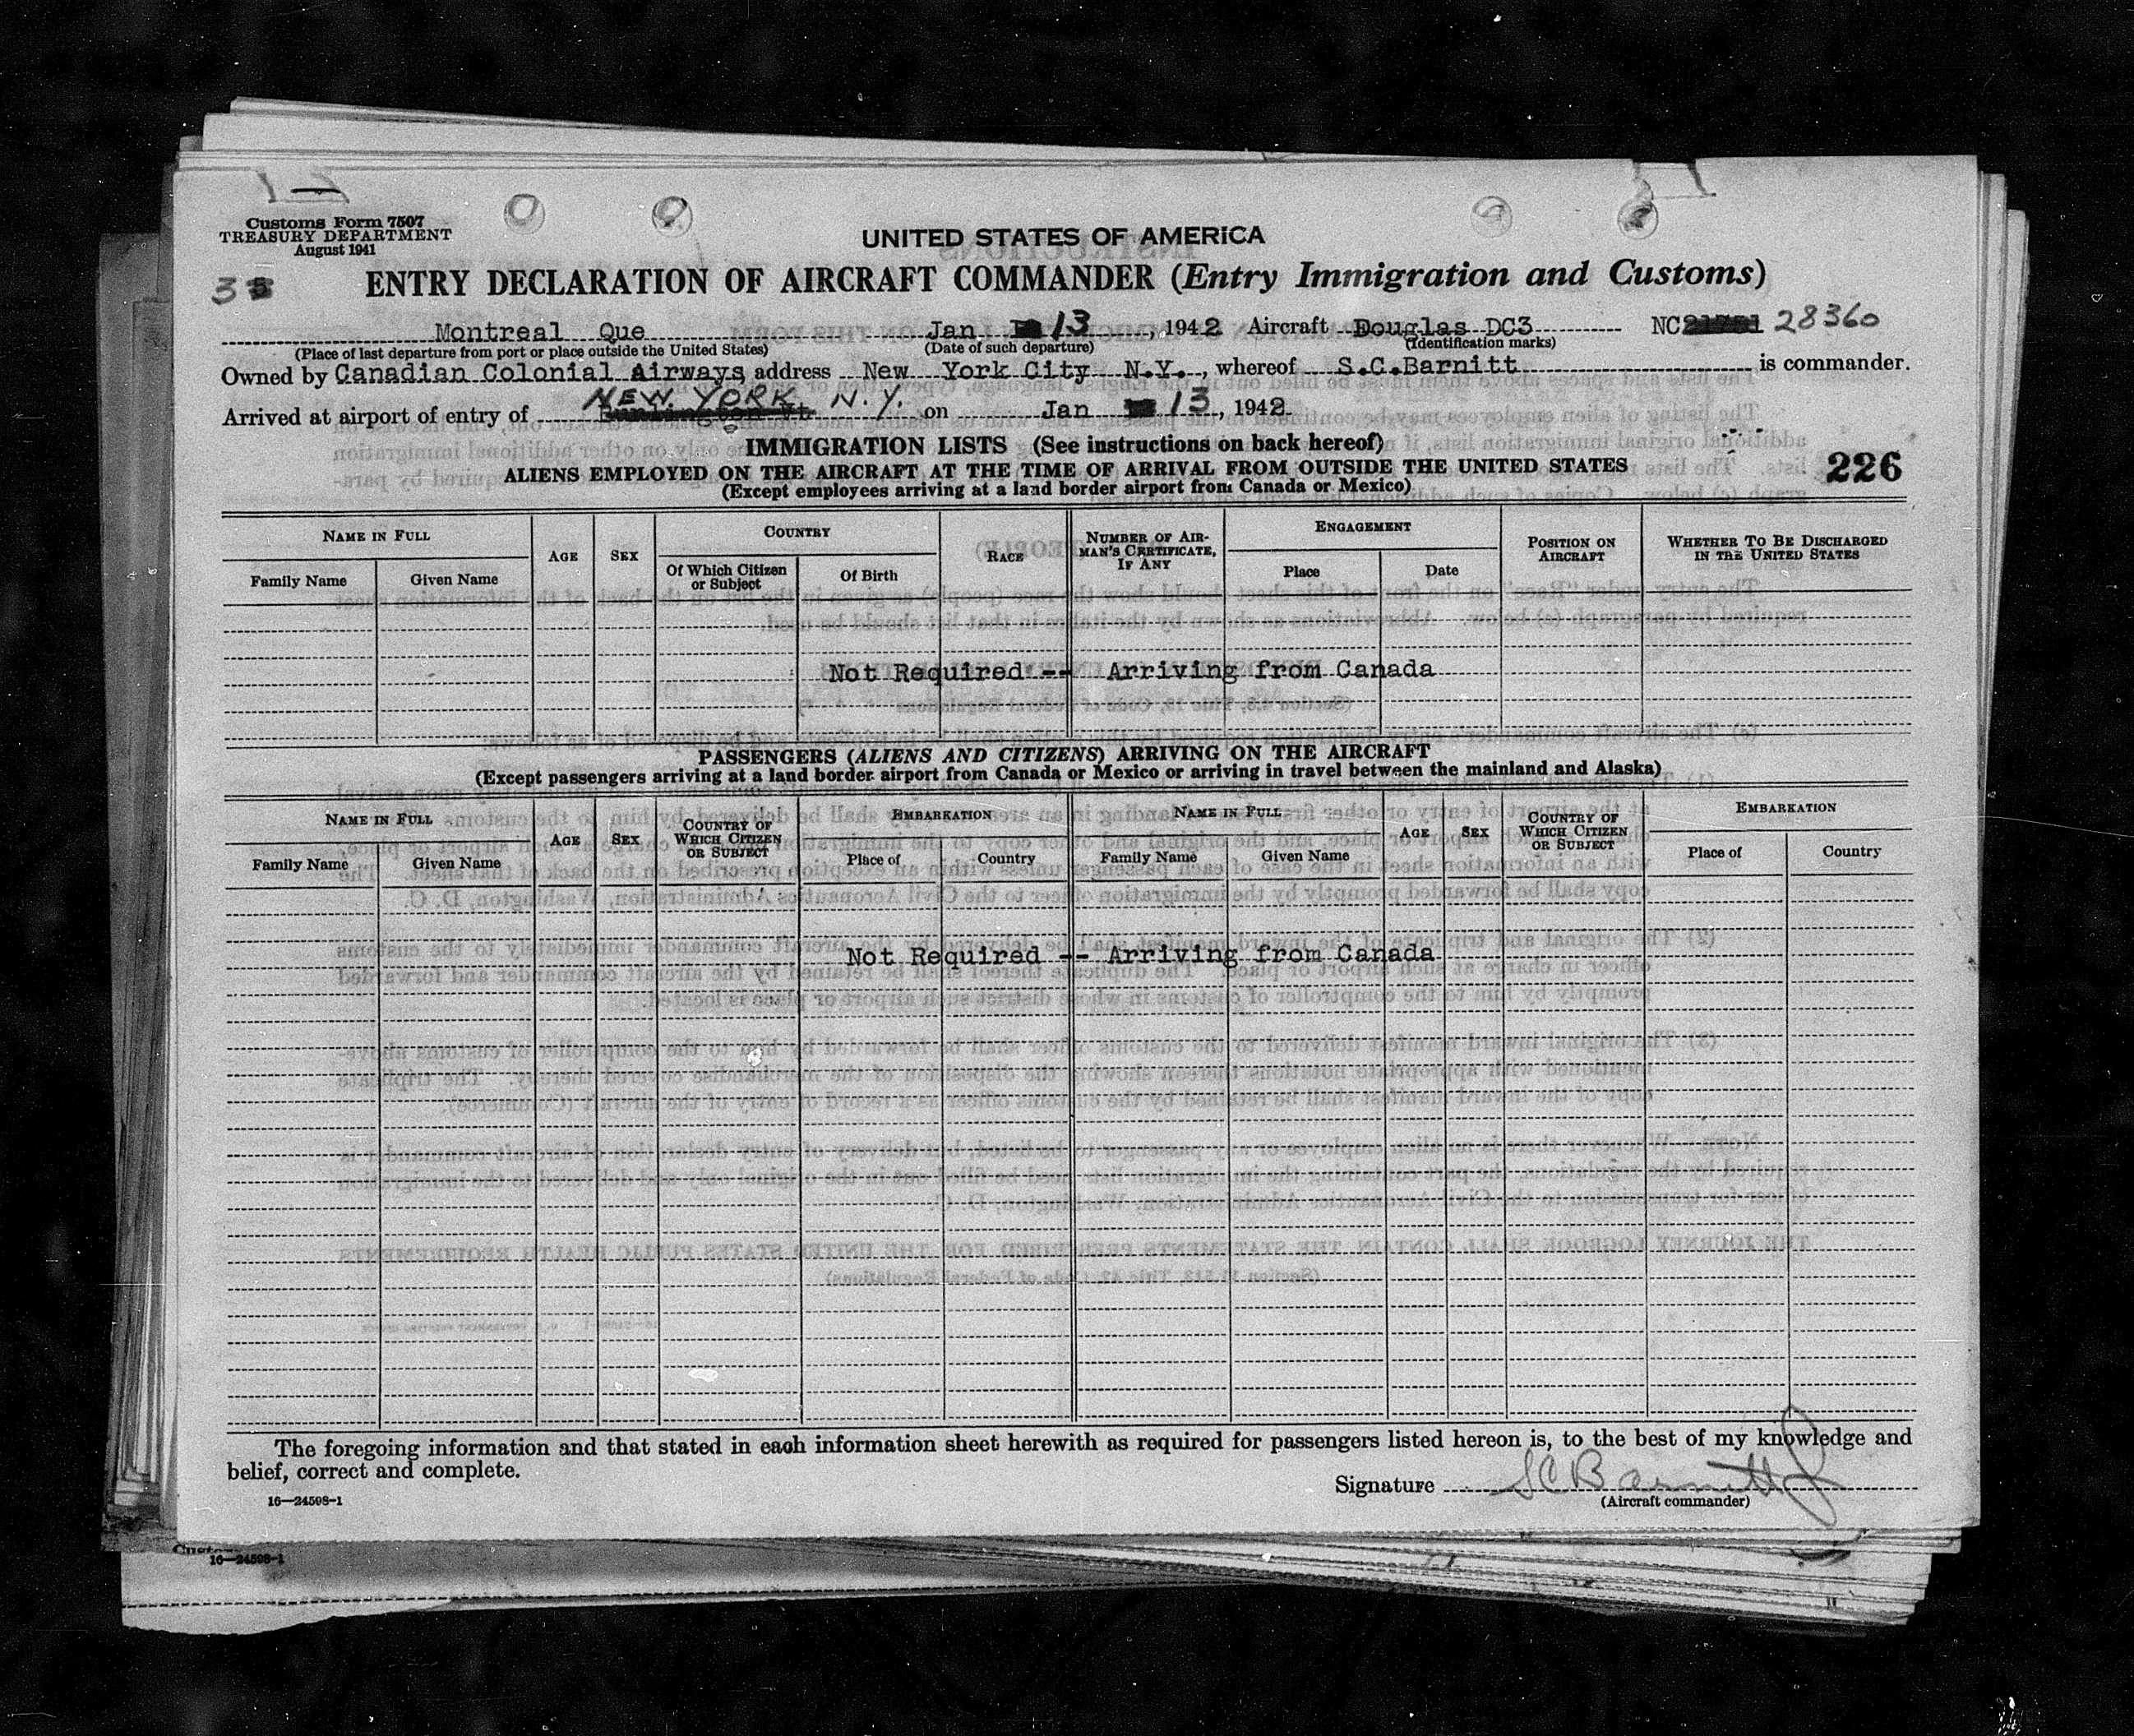 Customs Form 7507
TREASURY DEPARTMENT
August 1941
UNITED STATES OF AMERICA
ENTRY DECLARATION OF AIRCRAFT COMMANDER (Entry Immigration and Customs)
3
Montreal Que Jan 13, 1942 Aircraft Douglas DC3 NC 28360
(Place of last departure from port or place outside the United States) (Date of such departure) (Identification marks)
Owned by Canadian Colonial Airways, address New York City N.Y., whereof S.C.Barnitt is commander.
Arrived at airport of entry of NEW YORK N.Y. on Jan 13, 1942
IMMIGRATION LISTS (See instructions on back hereof)
ALIENS EMPLOYED ON THE AIRCRAFT AT THE TIME OF ARRIVAL FROM OUTSIDE THE UNITED STATES
226
(Except employees arriving at a land border airport from Canada or Mexico)
NAME IN FULL AGE SEX COUNTRY RACE NUMBER OF AIRMAN'S CERTIFICATE, IF ANY ENGAGEMENT POSITION ON AIRCRAFT WHETHER TO BE DISCHARGED IN THE UNITED STATES
Family Name Given Name Of Which Citizen or Subject Of Birth Place Date
Not Required -- Arriving from Canada
PASSENGERS (ALIENS AND CITIZENS) ARRIVING ON THE AIRCRAFT
(Except passengers arriving at a land border airport from Canada or Mexico or arriving in travel between the mainland and Alaska)
NAME IN FULL AGE SEX COUNTRY OF WHICH CITIZEN OR SUBJECT EMBARKATION NAME IN FULL AGE SEX COUNTRY OF WHICH CITIZEN OR SUBJECT EMBARKATION
Family Name Given Name Place of Country Family Name Given Name Place of Country
Not Required -- Arriving from Canada
The foregoing information and that stated in each information sheet herewith as required for passengers listed hereon is, to the best of my knowledge and
belief, correct and complete.
Signature SCBarnitt
(Aircraft commander)
16—24598-1
16—24598-1